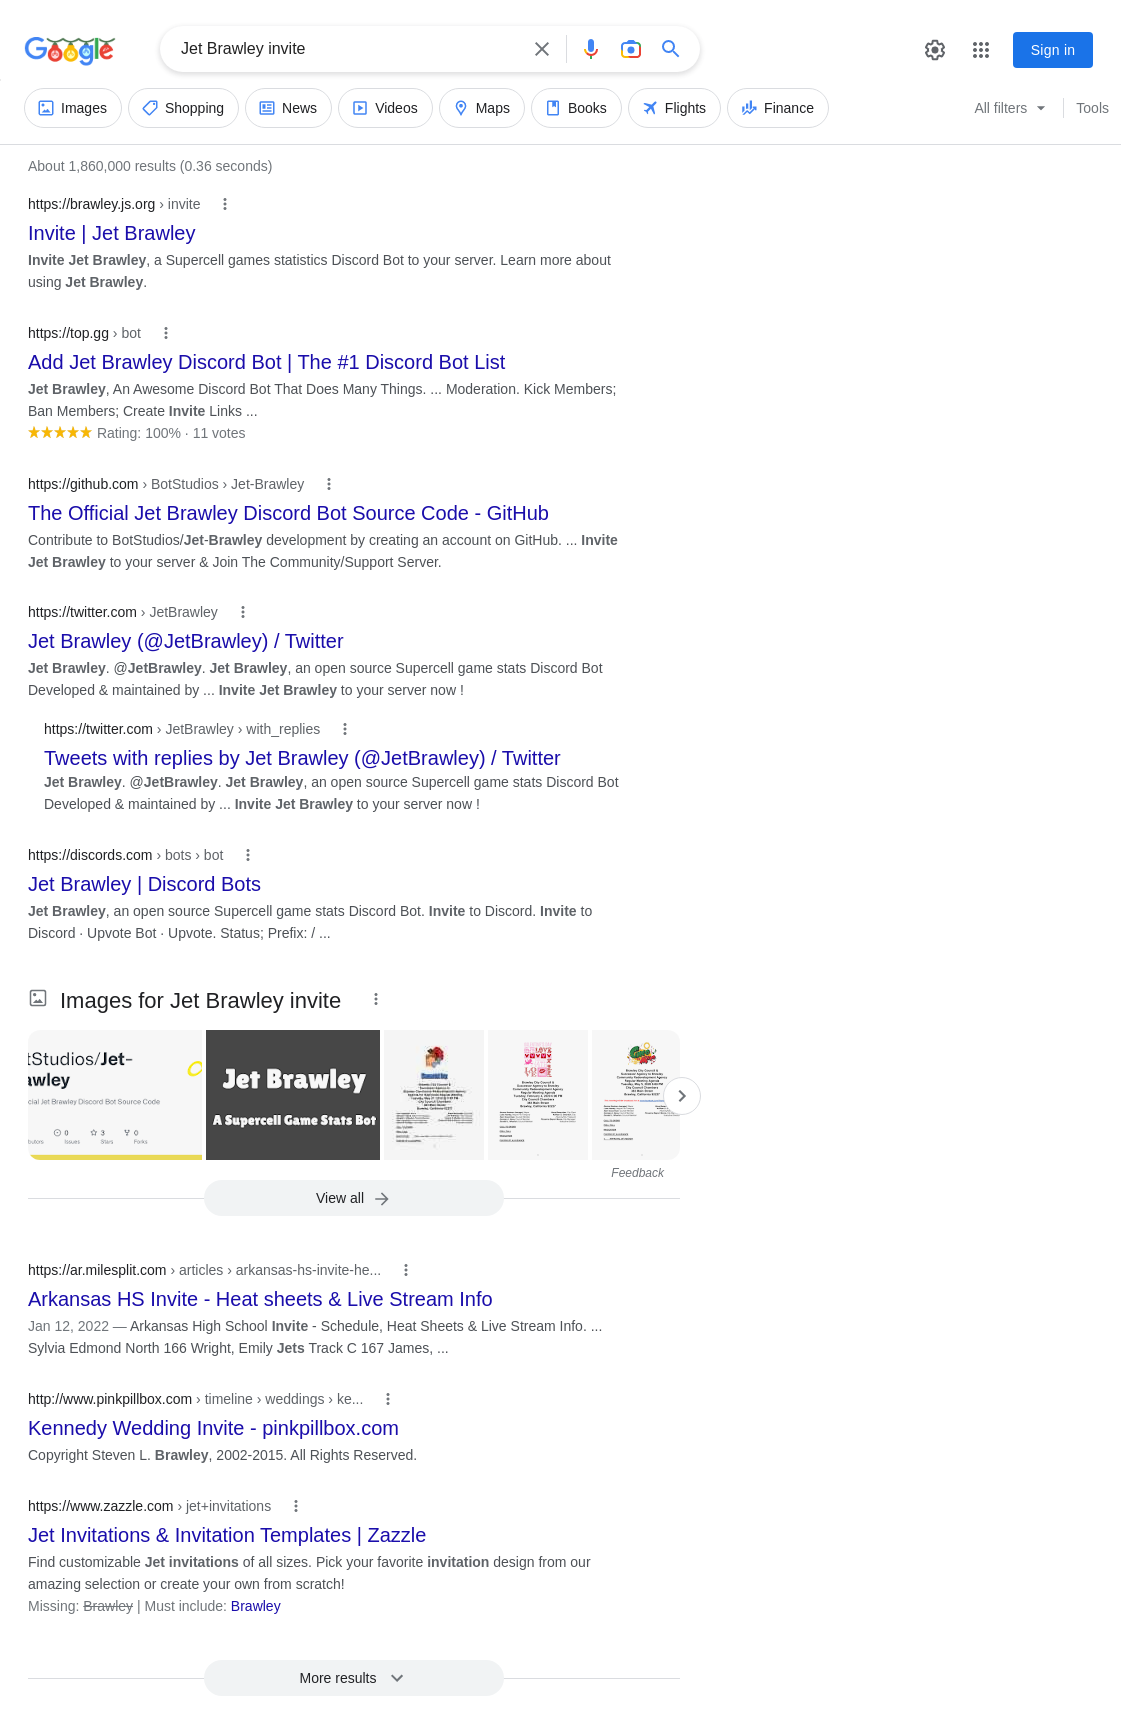 Google
Jet Brawley invite
Sign in
Images
Shopping
News
Videos
Maps
Books
Flights
Finance
All filters
Tools
About 1,860,000 results (0.36 seconds)
https://brawley.js.org › invite
Invite | Jet Brawley
Invite Jet Brawley, a Supercell games statistics Discord Bot to your server. Learn more about
using Jet Brawley.
https://top.gg › bot
Add Jet Brawley Discord Bot | The #1 Discord Bot List
Jet Brawley, An Awesome Discord Bot That Does Many Things. ... Moderation. Kick Members;
Ban Members; Create Invite Links ...
Rating: 100% · 11 votes
https://github.com › BotStudios › Jet-Brawley
The Official Jet Brawley Discord Bot Source Code - GitHub
Contribute to BotStudios/Jet-Brawley development by creating an account on GitHub. ... Invite
Jet Brawley to your server & Join The Community/Support Server.
https://twitter.com › JetBrawley
Jet Brawley (@JetBrawley) / Twitter
Jet Brawley. @JetBrawley. Jet Brawley, an open source Supercell game stats Discord Bot
Developed & maintained by ... Invite Jet Brawley to your server now !
https://twitter.com › JetBrawley › with_replies
Tweets with replies by Jet Brawley (@JetBrawley) / Twitter
Jet Brawley. @JetBrawley. Jet Brawley, an open source Supercell game stats Discord Bot
Developed & maintained by ... Invite Jet Brawley to your server now !
https://discords.com › bots › bot
Jet Brawley | Discord Bots
Jet Brawley, an open source Supercell game stats Discord Bot. Invite to Discord. Invite to
Discord · Upvote Bot · Upvote. Status; Prefix: / ...
Images for Jet Brawley invite
tStudios/Jet-
awley
cial Jet Brawley Discord Bot Source Code
0
3
0
butors
Issues
Stars
Forks
Jet Brawley
A Supercell Game Stats Bot
Feedback
View all
https://ar.milesplit.com › articles › arkansas-hs-invite-he...
Arkansas HS Invite - Heat sheets & Live Stream Info
Jan 12, 2022 — Arkansas High School Invite - Schedule, Heat Sheets & Live Stream Info. ...
Sylvia Edmond North 166 Wright, Emily Jets Track C 167 James, ...
http://www.pinkpillbox.com › timeline › weddings › ke...
Kennedy Wedding Invite - pinkpillbox.com
Copyright Steven L. Brawley, 2002-2015. All Rights Reserved.
https://www.zazzle.com › jet+invitations
Jet Invitations & Invitation Templates | Zazzle
Find customizable Jet invitations of all sizes. Pick your favorite invitation design from our
amazing selection or create your own from scratch!
Missing: Brawley | Must include: Brawley
More results